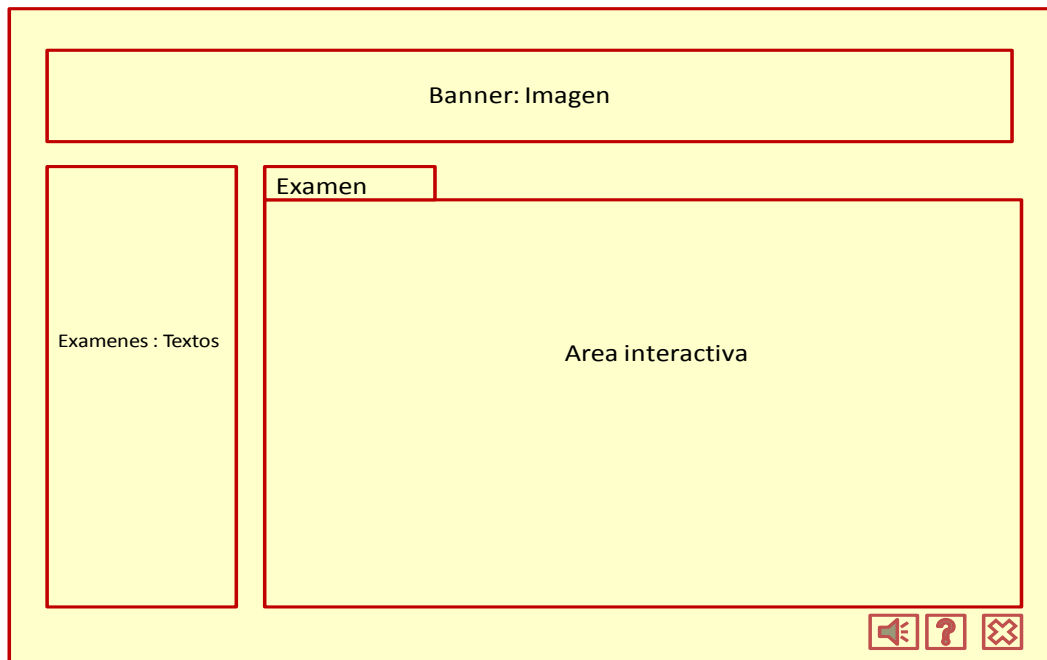 Banner: Imagen
Examen
Examenes : Textos
Area interactiva
?